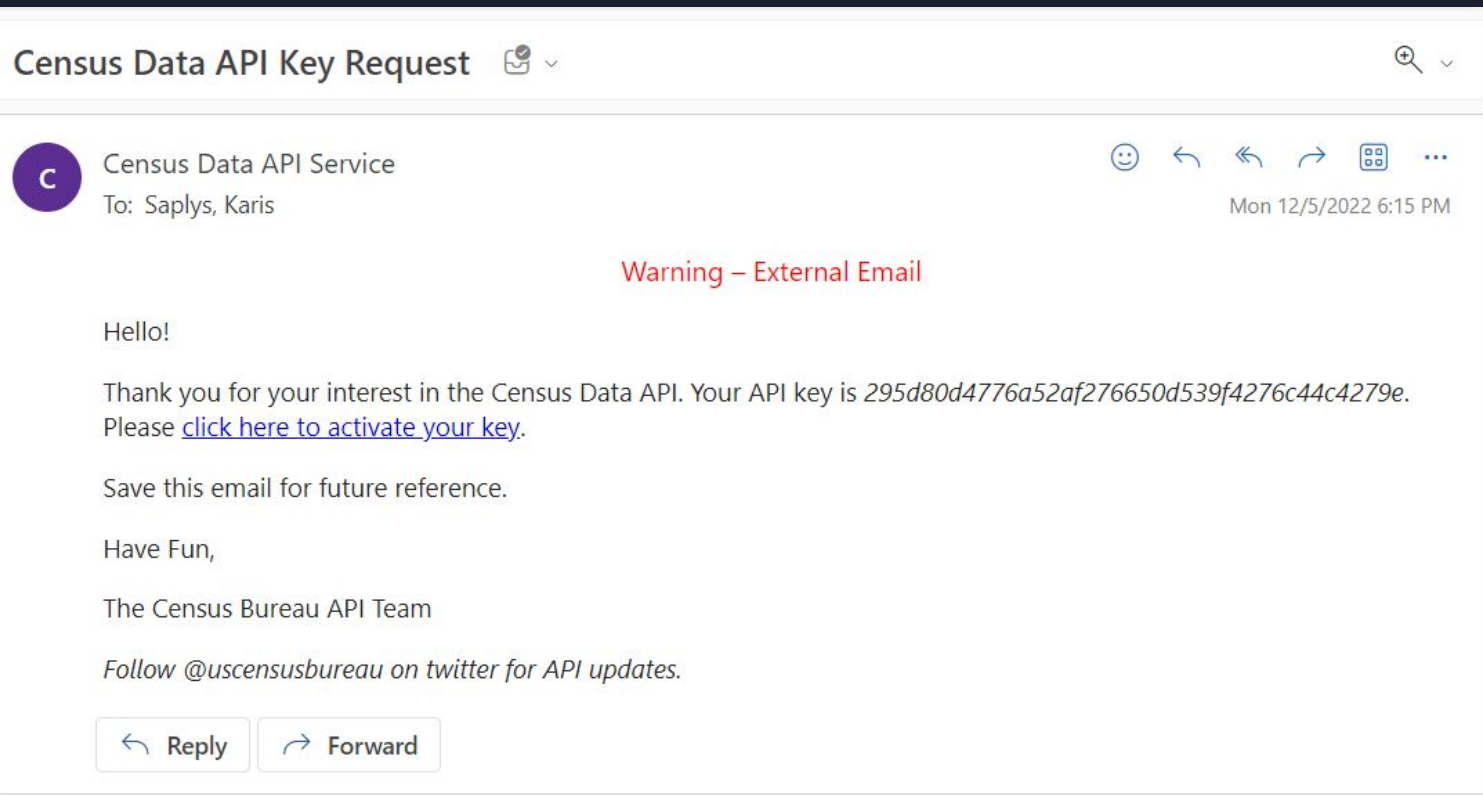 Census Data API Key Request
C
Census Data API Service
To: Saplys, Karis
Mon 12/5/2022 6:15 PM
Warning – External Email
Hello!
Thank you for your interest in the Census Data API. Your API key is 295d80d4776a52af276650d539f4276c44c4279e.
Please click here to activate your key.
Save this email for future reference.
Have Fun,
The Census Bureau API Team
Follow @uscensusbureau on twitter for API updates.
Reply
Forward